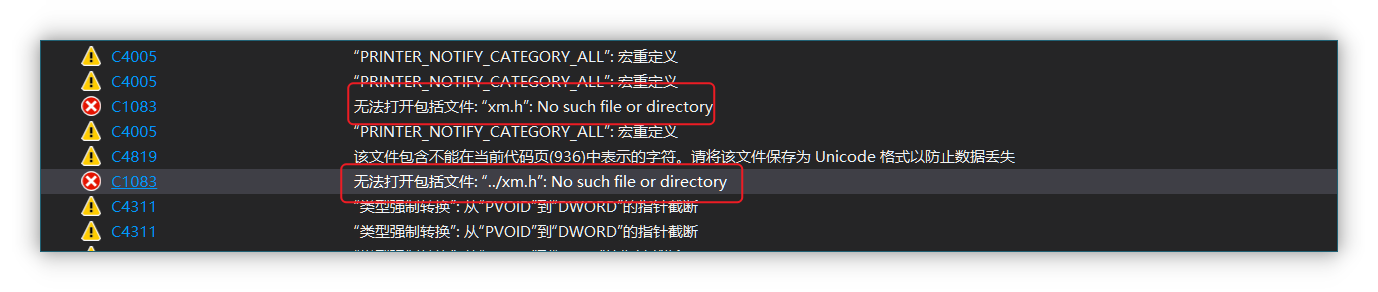 C4005 “PRINTER_NOTIFY_CATEGORY_ALL”: 宏重定义
C4005 “PRINTER_NOTIFY_CATEGORY_ALL”: 宏重定义
C1083 无法打开包括文件: “xm.h”: No such file or directory
C4005 “PRINTER_NOTIFY_CATEGORY_ALL”: 宏重定义
C4819 该文件包含不能在当前代码页(936)中表示的字符。请将该文件保存为 Unicode 格式以防止数据丢失
C1083 无法打开包括文件: “../xm.h”: No such file or directory
C4311 “类型强制转换”: 从“PVOID”到“DWORD”的指针截断
C4311 “类型强制转换”: 从“PVOID”到“DWORD”的指针截断